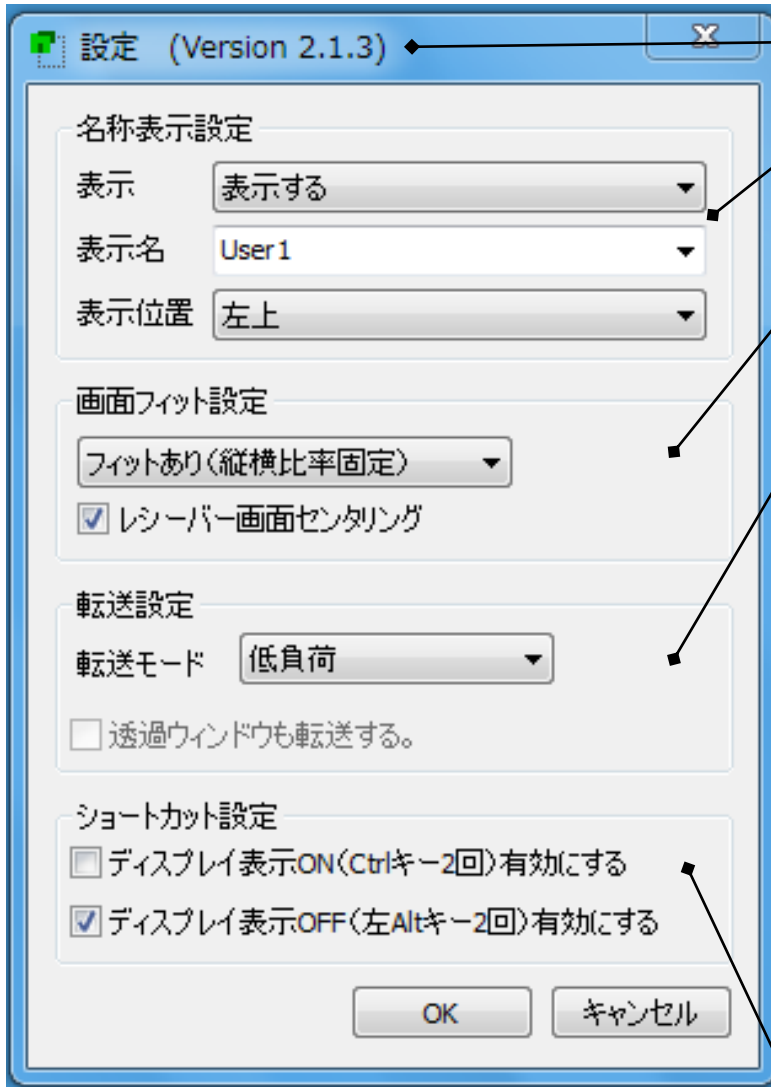 設定 (Version 2.1.3)
名称表示設定
表示 表示する
表示名 User1
表示位置 左上
画面フィット設定
フィットあり(縦横比率固定)
レシーバー画面センタリング
転送設定
転送モード 低負荷
透過ウィンドウも転送する。
ショートカット設定
ディスプレイ表示ON(Ctrlキー2回)有効にする
ディスプレイ表示OFF(左Altキー2回)有効にする
OK キャンセル